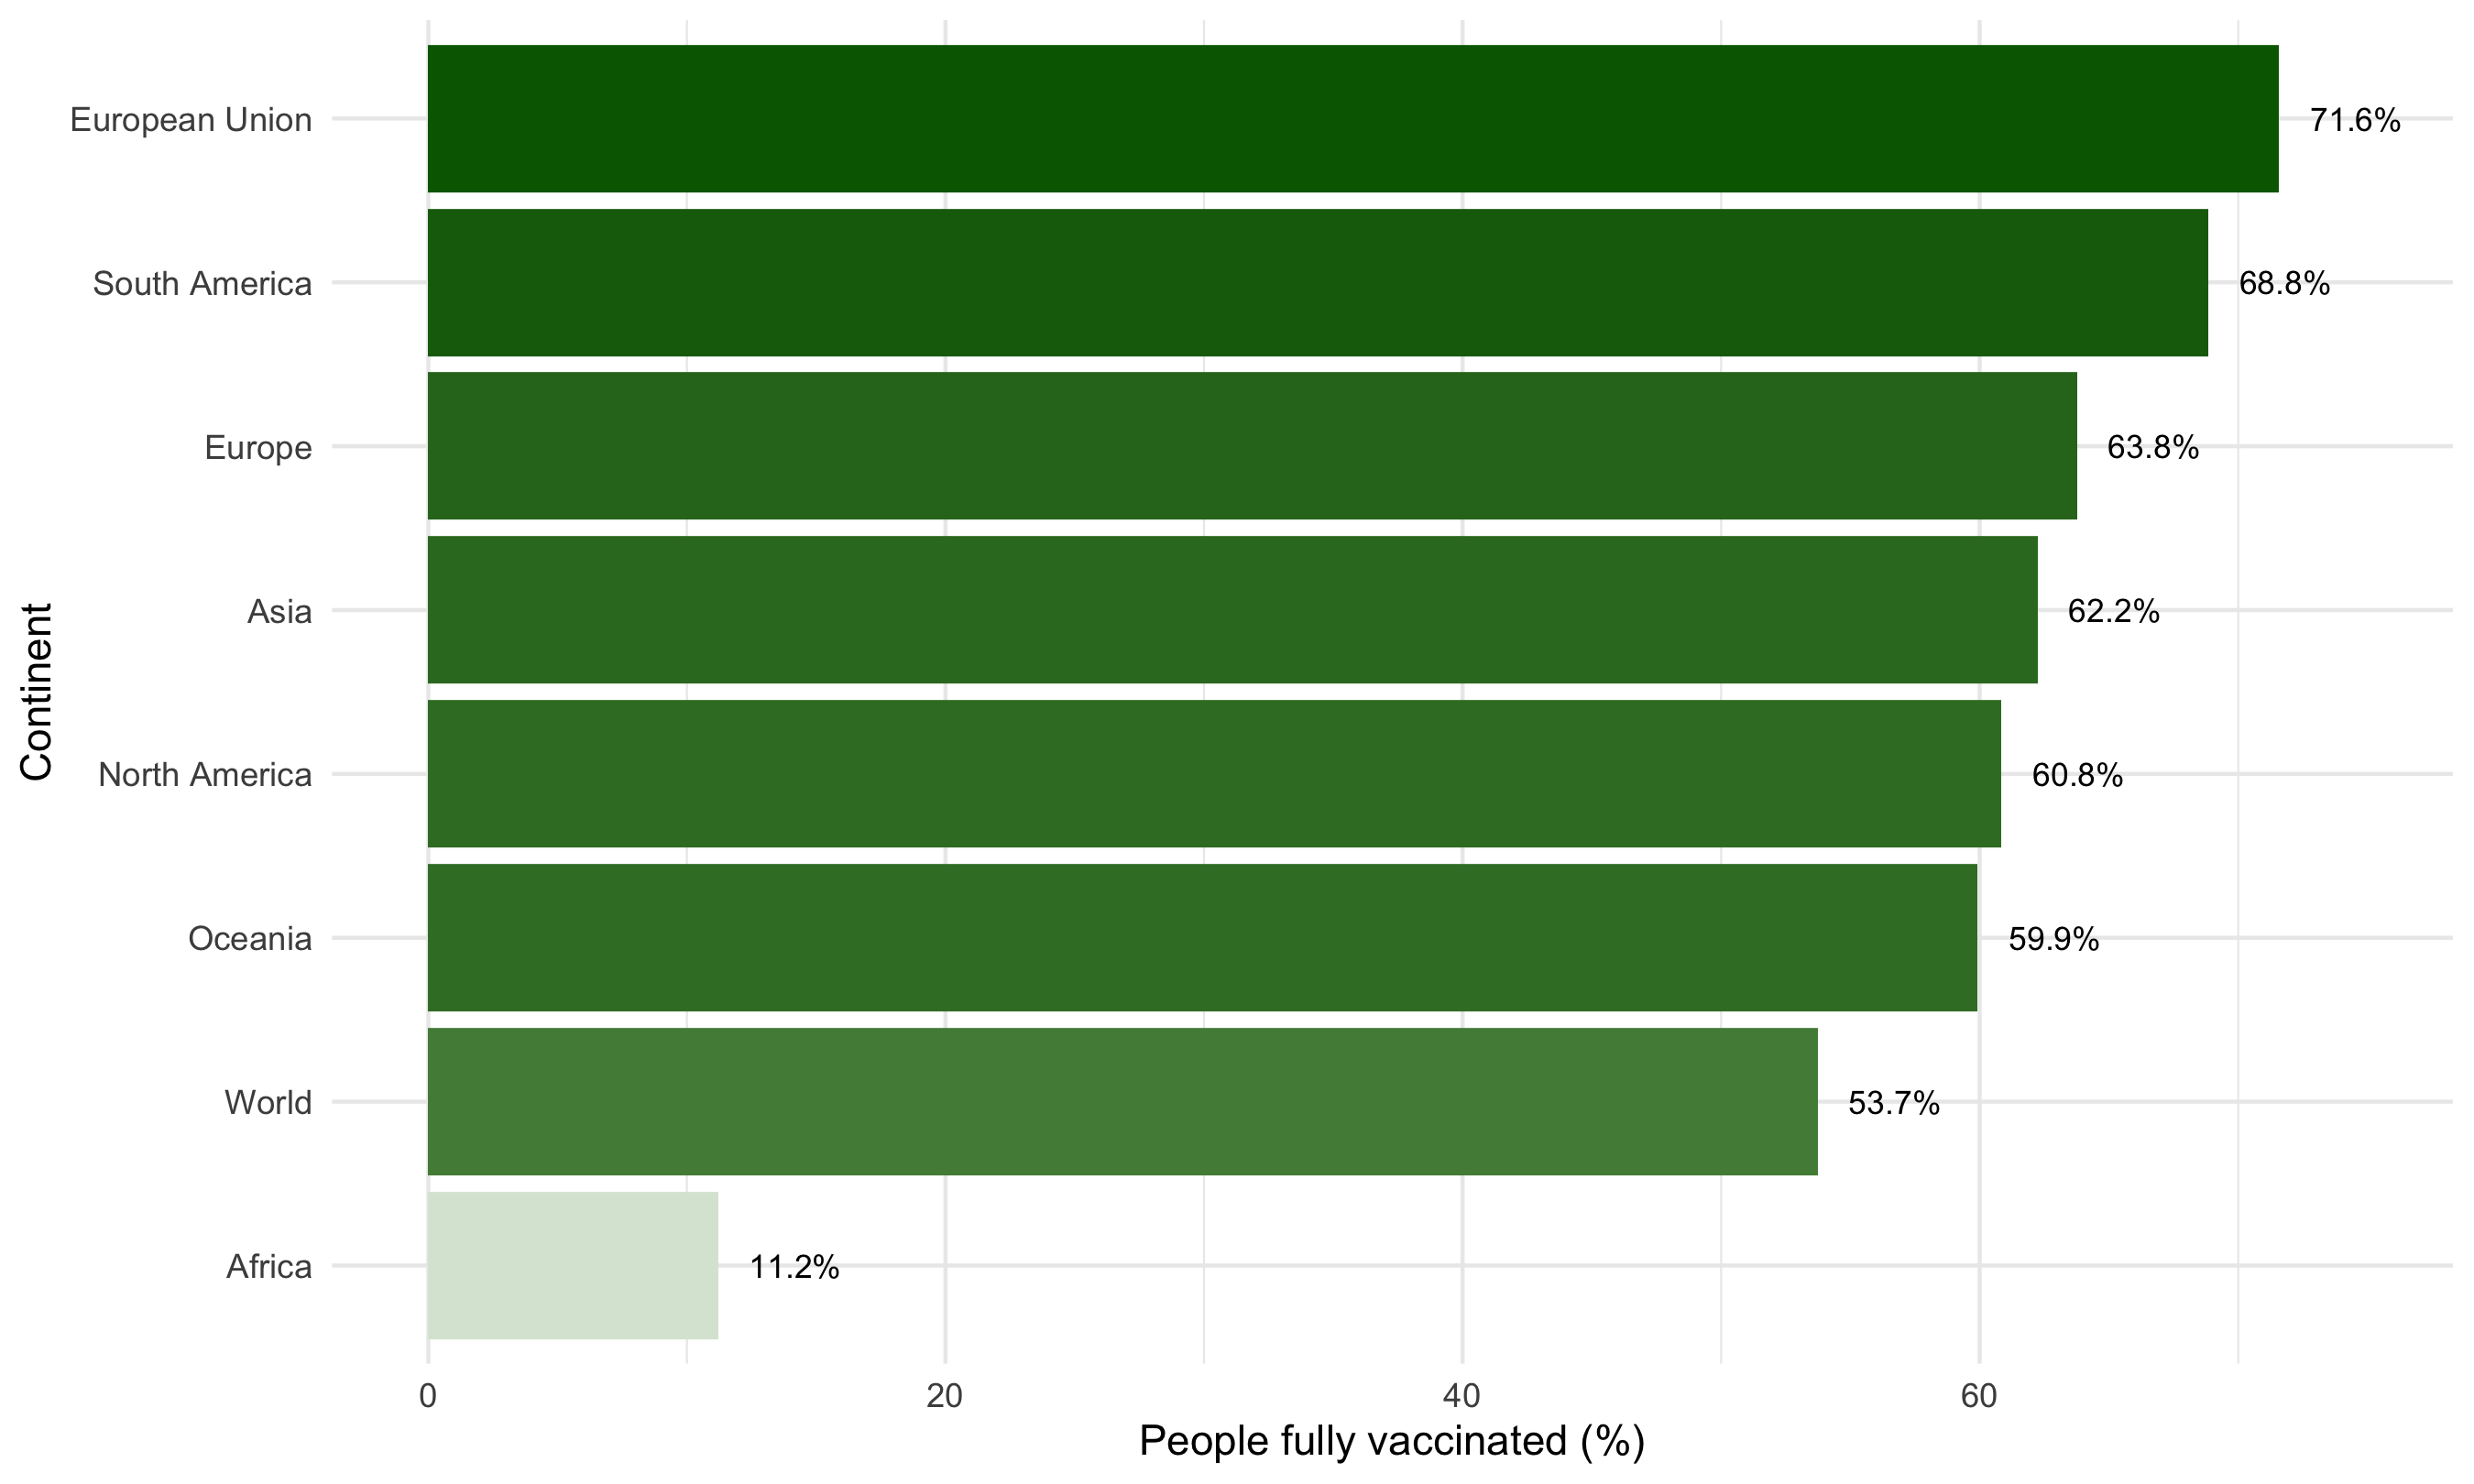 European Union 71.6%
South America 68.8%
Europe 63.8%
Asia 62.2%
North America 60.8%
Oceania 59.9%
World 53.7%
Africa 11.2%
Continent
0 20 40 60
People fully vaccinated (%)